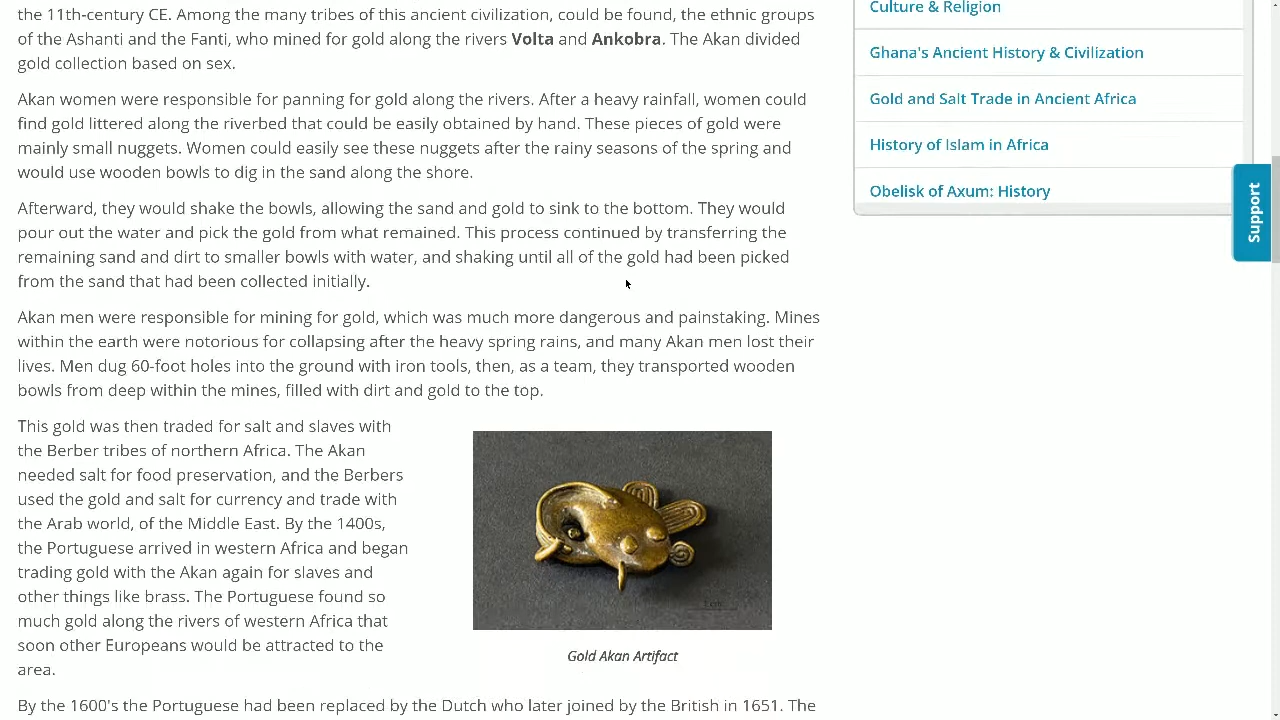 the 11th-century CE. Among the many tribes of this ancient civilization, could be found, the ethnic groups
of the Ashanti and the Fanti, who mined for gold along the rivers Volta and Ankobra. The Akan divided
gold collection based on sex.
Akan women were responsible for panning for gold along the rivers. After a heavy rainfall, women could
find gold littered along the riverbed that could be easily obtained by hand. These pieces of gold were
mainly small nuggets. Women could easily see these nuggets after the rainy seasons of the spring and
would use wooden bowls to dig in the sand along the shore.
Afterward, they would shake the bowls, allowing the sand and gold to sink to the bottom. They would
pour out the water and pick the gold from what remained. This process continued by transferring the
remaining sand and dirt to smaller bowls with water, and shaking until all of the gold had been picked
from the sand that had been collected initially.
Akan men were responsible for mining for gold, which was much more dangerous and painstaking. Mines
within the earth were notorious for collapsing after the heavy spring rains, and many Akan men lost their
lives. Men dug 60-foot holes into the ground with iron tools, then, as a team, they transported wooden
bowls from deep within the mines, filled with dirt and gold to the top.
This gold was then traded for salt and slaves with
the Berber tribes of northern Africa. The Akan
needed salt for food preservation, and the Berbers
used the gold and salt for currency and trade with
the Arab world, of the Middle East. By the 1400s,
the Portuguese arrived in western Africa and began
trading gold with the Akan again for slaves and
other things like brass. The Portuguese found so
much gold along the rivers of western Africa that
soon other Europeans would be attracted to the
area.
Gold Akan Artifact
By the 1600's the Portuguese had been replaced by the Dutch who later joined by the British in 1651. The
Culture & Religion
Ghana's Ancient History & Civilization
Gold and Salt Trade in Ancient Africa
History of Islam in Africa
Obelisk of Axum: History
Support